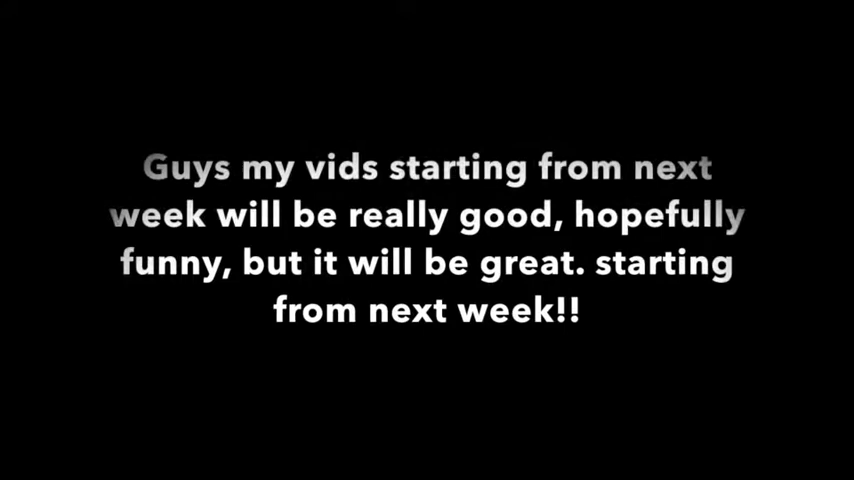 Guys my vids starting from next
week will be really good, hopefully
funny, but it will be great. starting
from next week!!